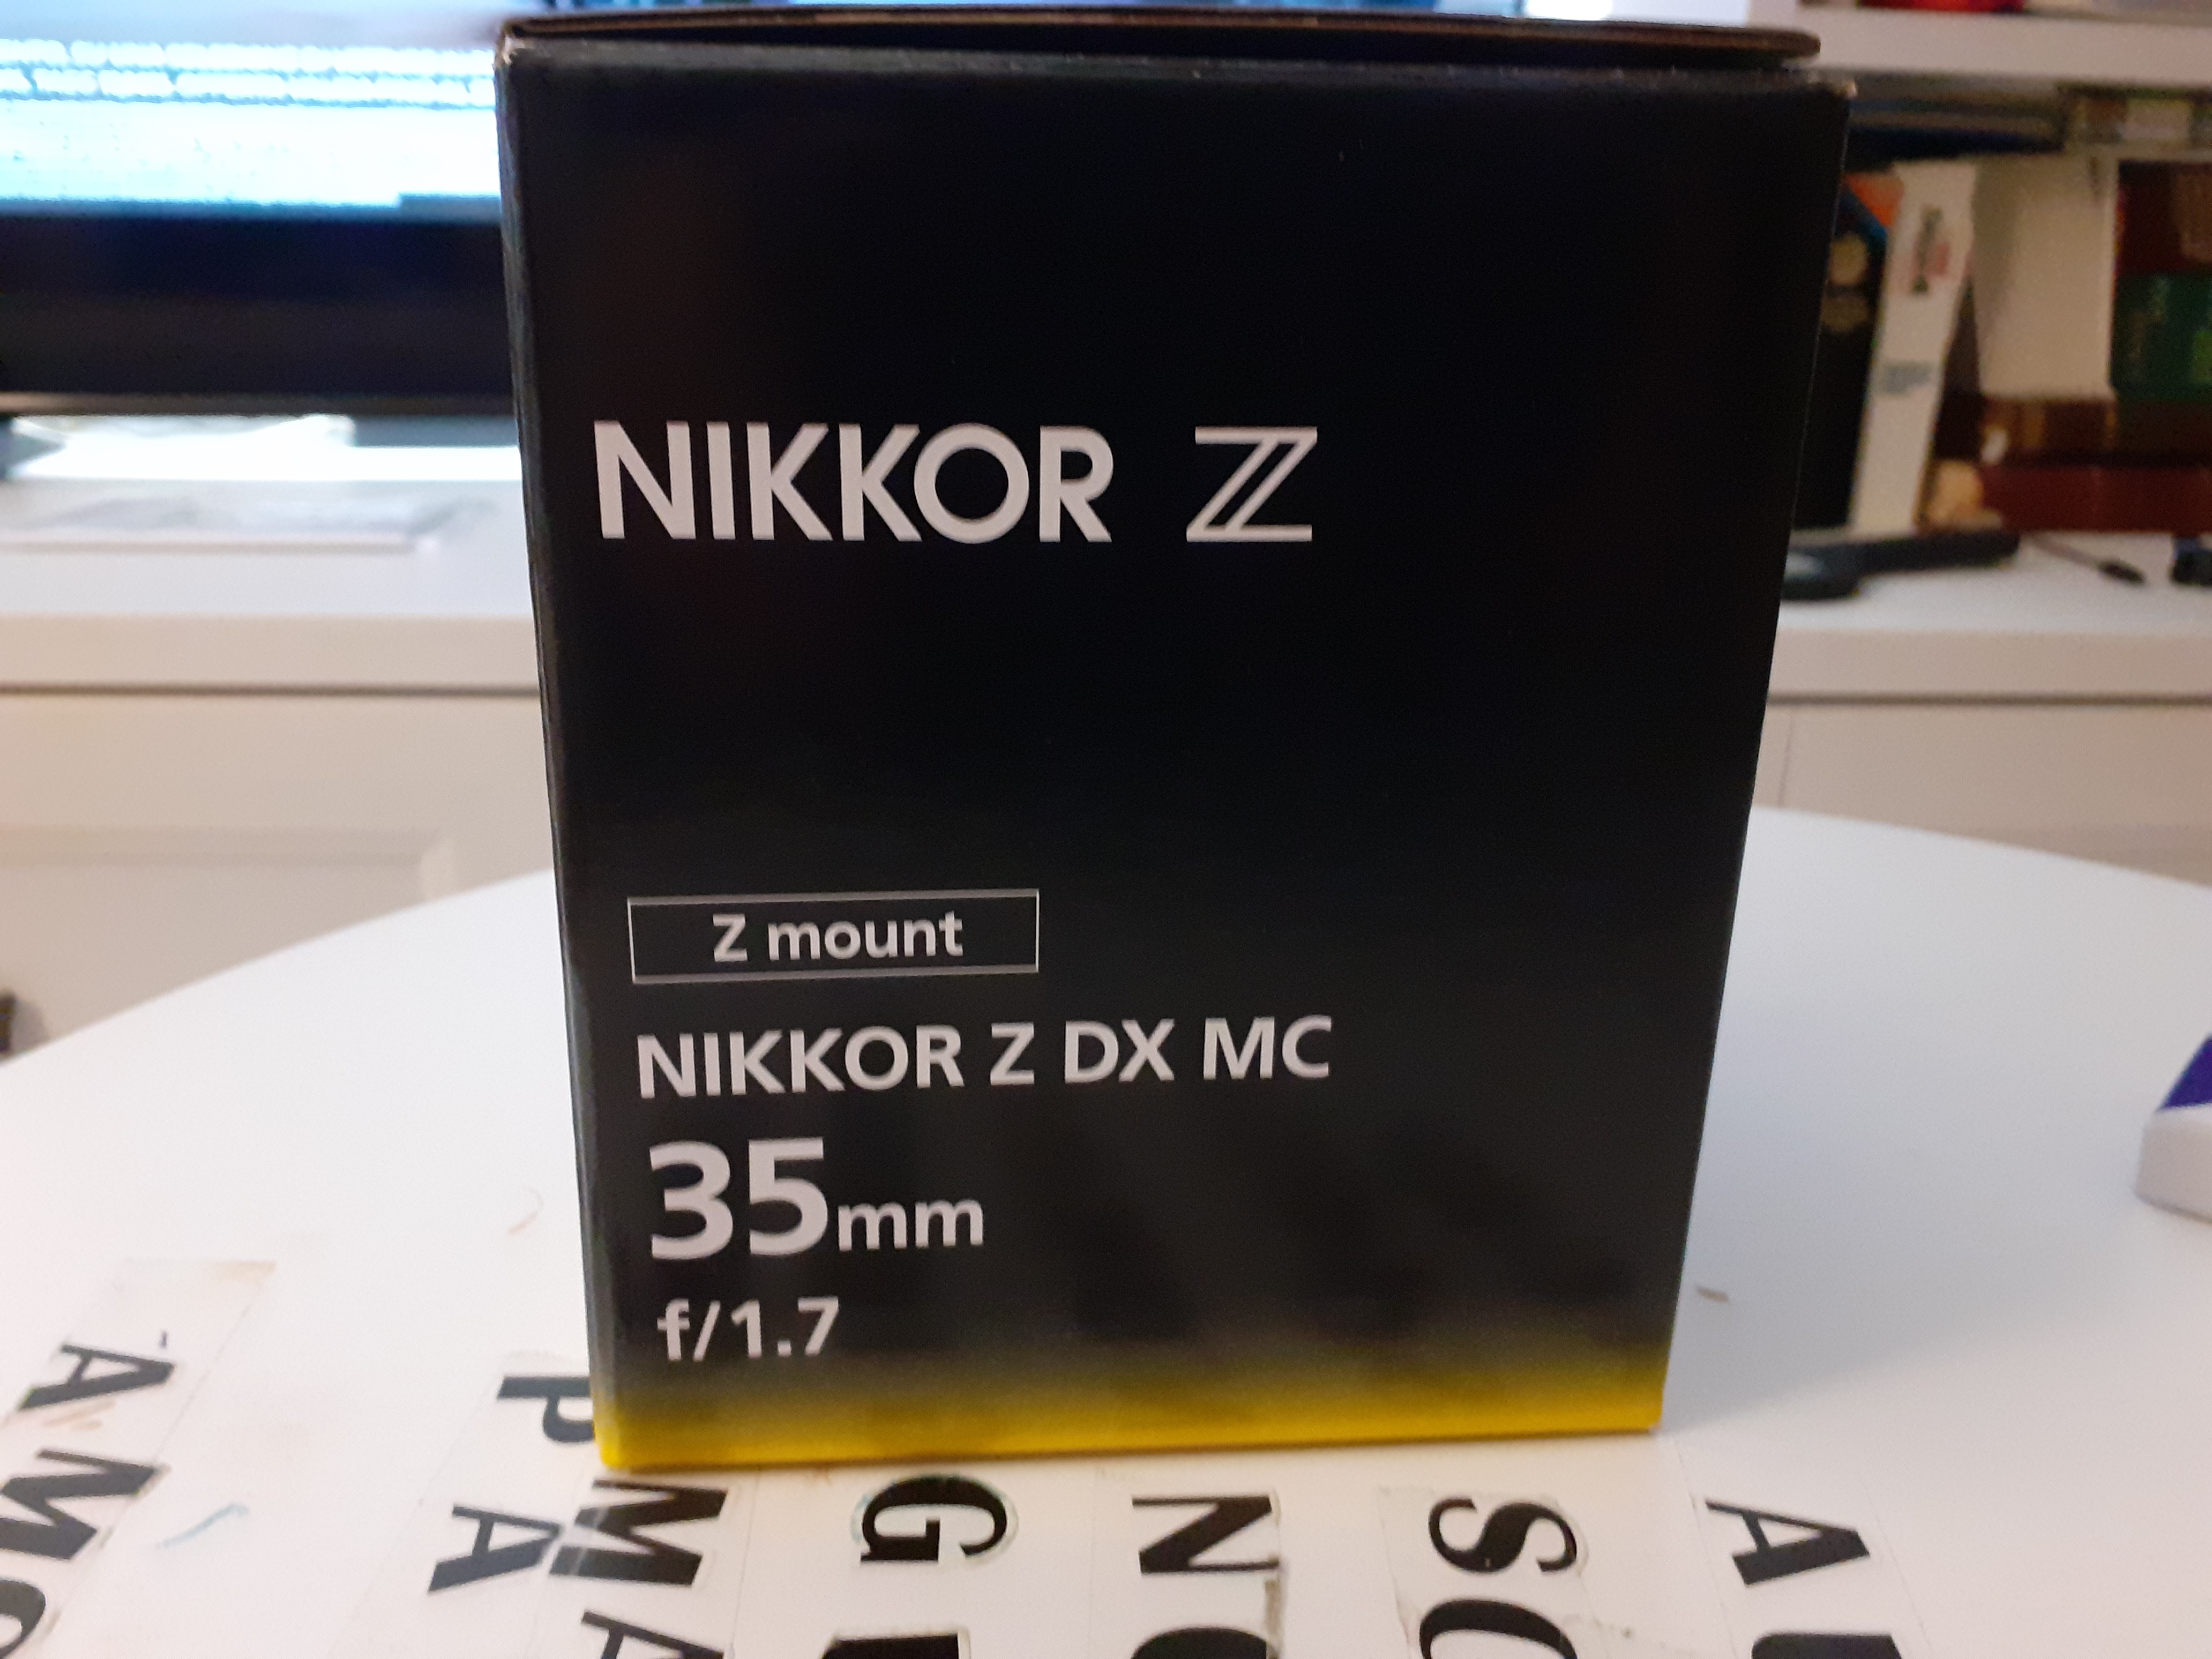 NIKKOR Z
Z mount
NIKKOR Z DX MC
35mm
f/1.7
A
P
M
A
M
G
N
S
A
A